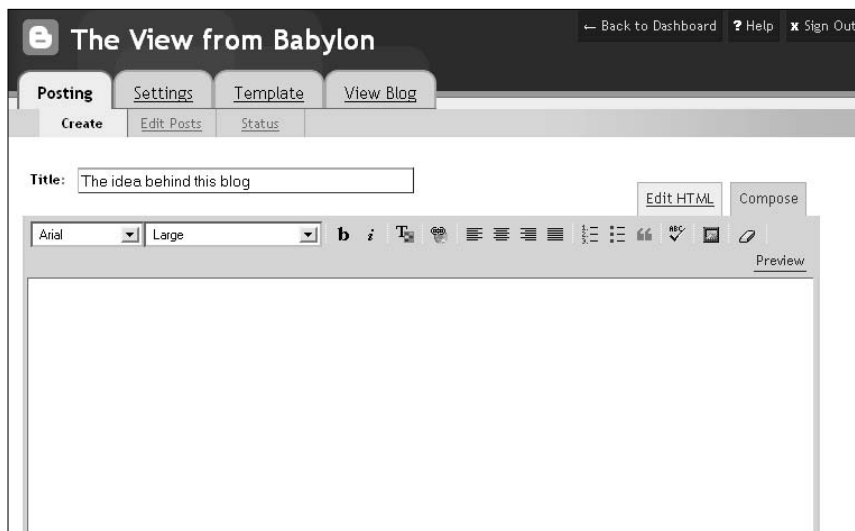 The View from Babylon
← Back to Dashboard ? Help x Sign Out
Posting Settings Template View Blog
Create Edit Posts Status
Title: The idea behind this blog
Edit HTML Compose
Arial Large b i T ABC
Preview